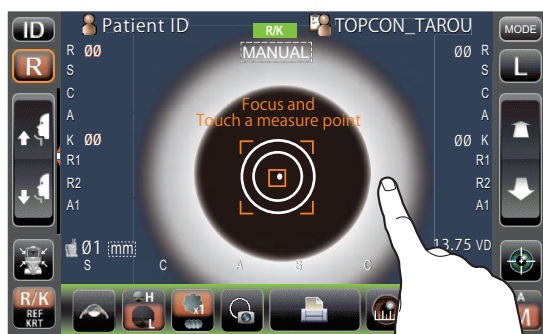 ID Patient ID R/K TOPCON_TAROU MODE
R R 00 MANUAL 00 R L
S S
C C
A Focus and A
Touch a measure point
K 00 00 K
R1 R1
R2 R2
A1 A1
01 mm 13.75 VD
S C A S C
R/K
REF
KRT
H
L
x1
A
M